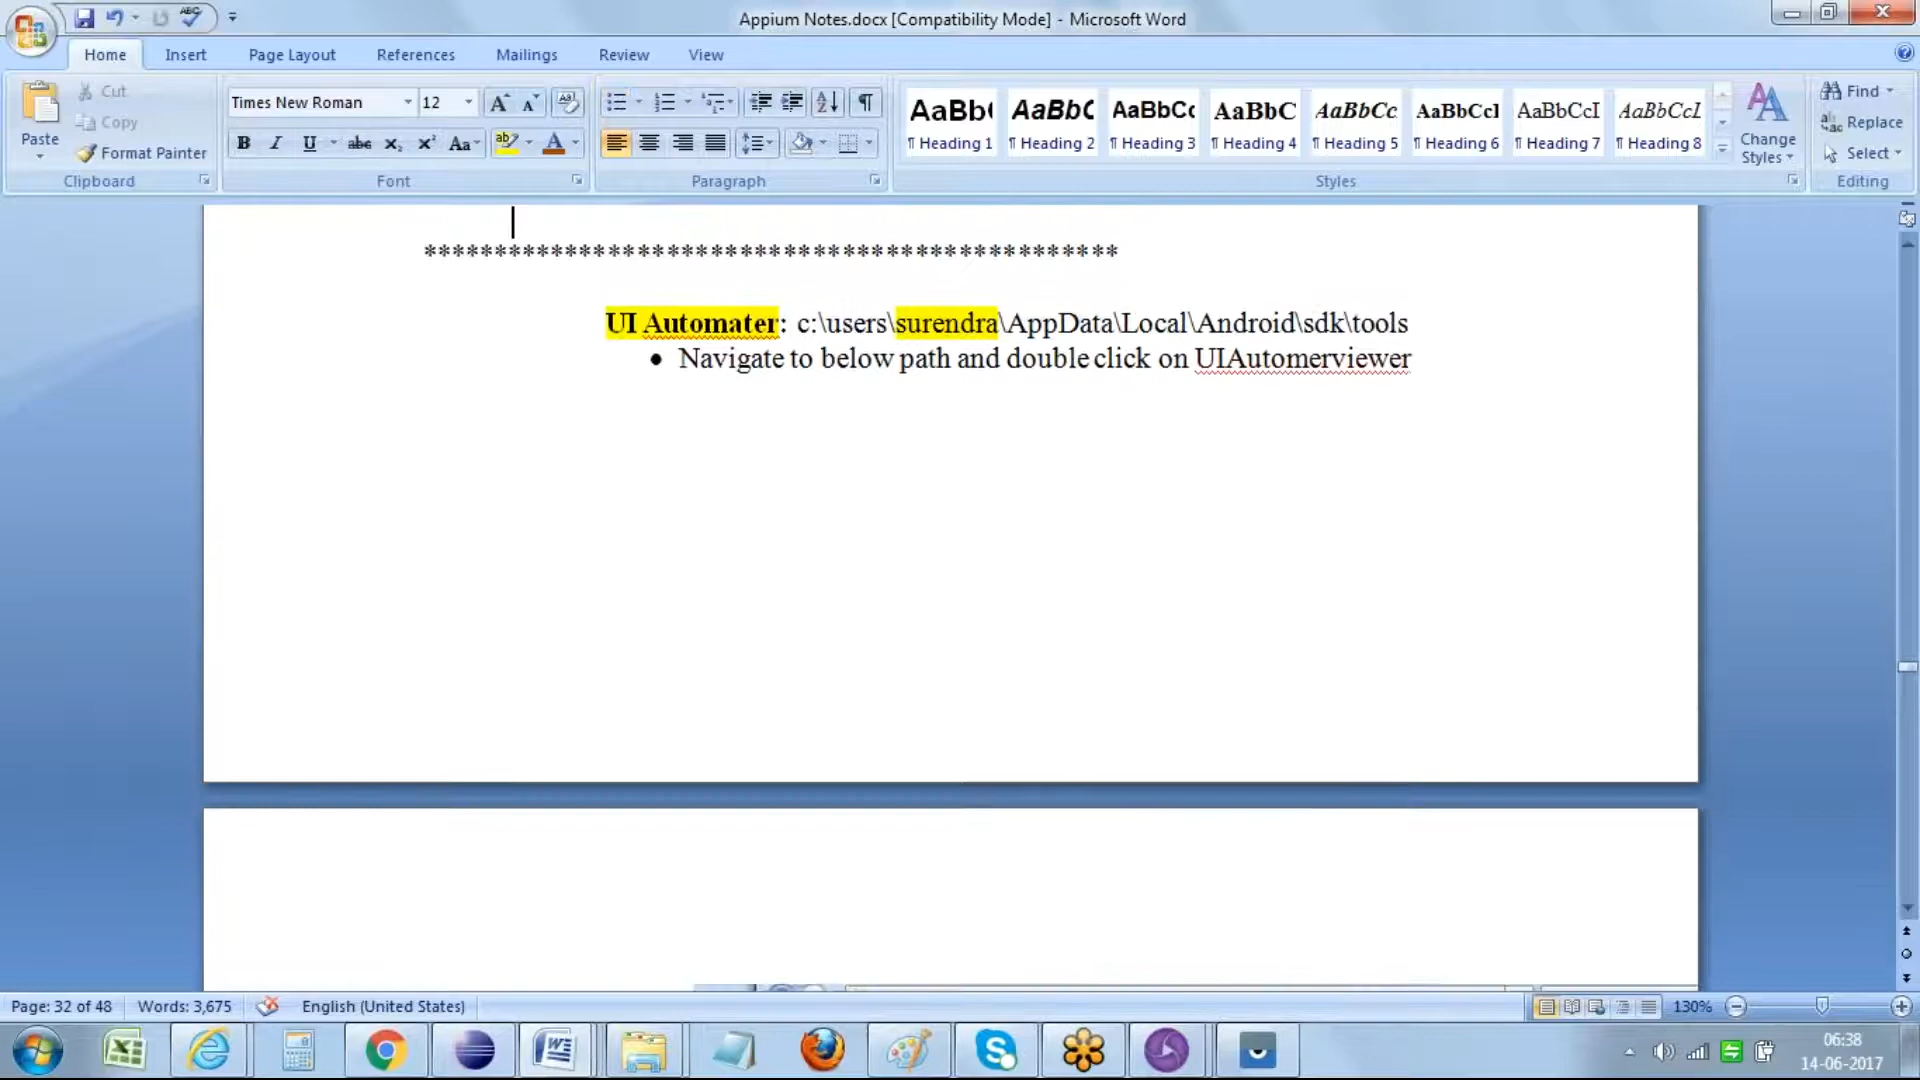 Appium Notes.docx [Compatibility Mode] - Microsoft Word
Home Insert Page Layout References Mailings Review View
Paste
Cut
Copy
Format Painter
Clipboard
Times New Roman 12
Font
Paragraph
AaBb( AaBbC AaBbCc AaBbC AaBbCc. AaBbCcI AaBbCcI AaBbCcI
¶ Heading 1 ¶ Heading 2 ¶ Heading 3 ¶ Heading 4 ¶ Heading 5 ¶ Heading 6 ¶ Heading 7 ¶ Heading 8
Change Styles
Styles
Find
Replace
Select
Editing
************************************************
UI Automater: c:\users\surendra\AppData\Local\Android\sdk\tools
• Navigate to below path and double click on UIAutomerviewer
Page: 32 of 48 Words: 3,675 English (United States) 130%
06:38
14-06-2017